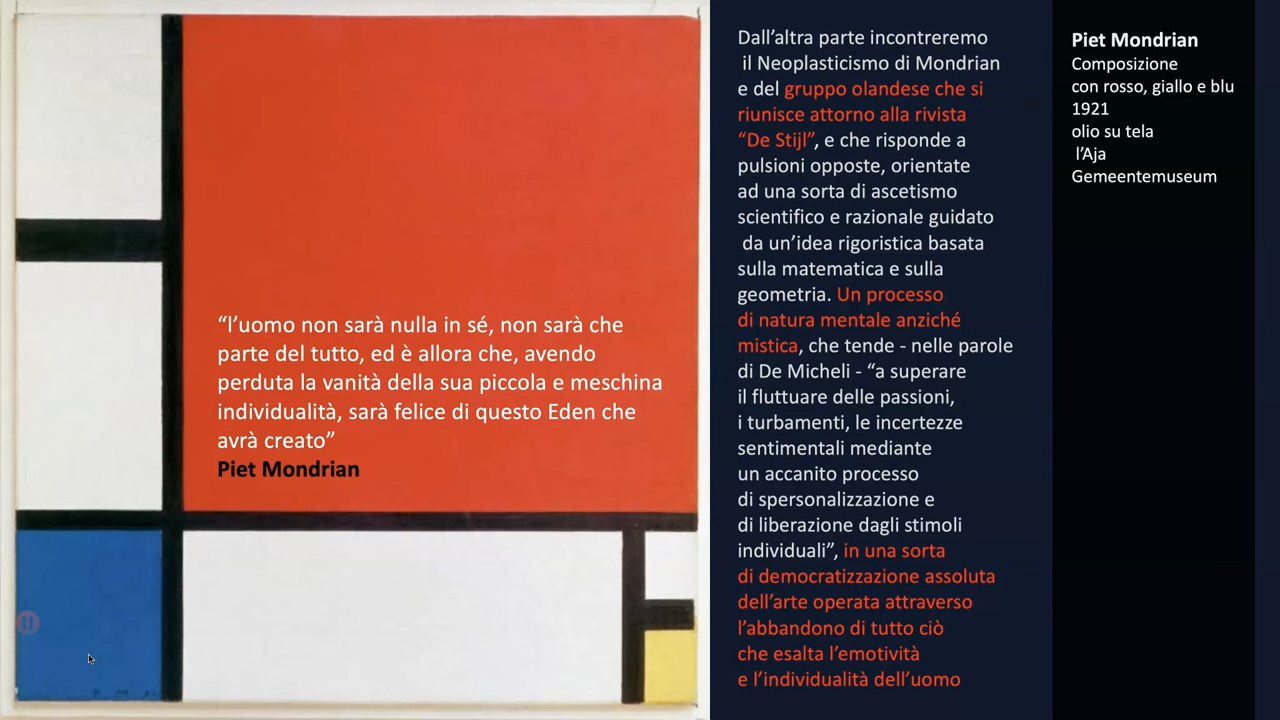 “l’uomo non sarà nulla in sé, non sarà che
parte del tutto, ed è allora che, avendo
perduta la vanità della sua piccola e meschina
individualità, sarà felice di questo Eden che
avrà creato”
Piet Mondrian
Dall’altra parte incontreremo
il Neoplasticismo di Mondrian
e del gruppo olandese che si
riunisce attorno alla rivista
“De Stijl”, e che risponde a
pulsioni opposte, orientate
ad una sorta di ascetismo
scientifico e razionale guidato
da un’idea rigoristica basata
sulla matematica e sulla
geometria. Un processo
di natura mentale anziché
mistica, che tende - nelle parole
di De Micheli - “a superare
il fluttuare delle passioni,
i turbamenti, le incertezze
sentimentali mediante
un accanito processo
di spersonalizzazione e
di liberazione dagli stimoli
individuali”, in una sorta
di democratizzazione assoluta
dell’arte operata attraverso
l’abbandono di tutto ciò
che esalta l’emotività
e l’individualità dell’uomo
Piet Mondrian
Composizione
con rosso, giallo e blu
1921
olio su tela
l’Aja
Gemeentemuseum